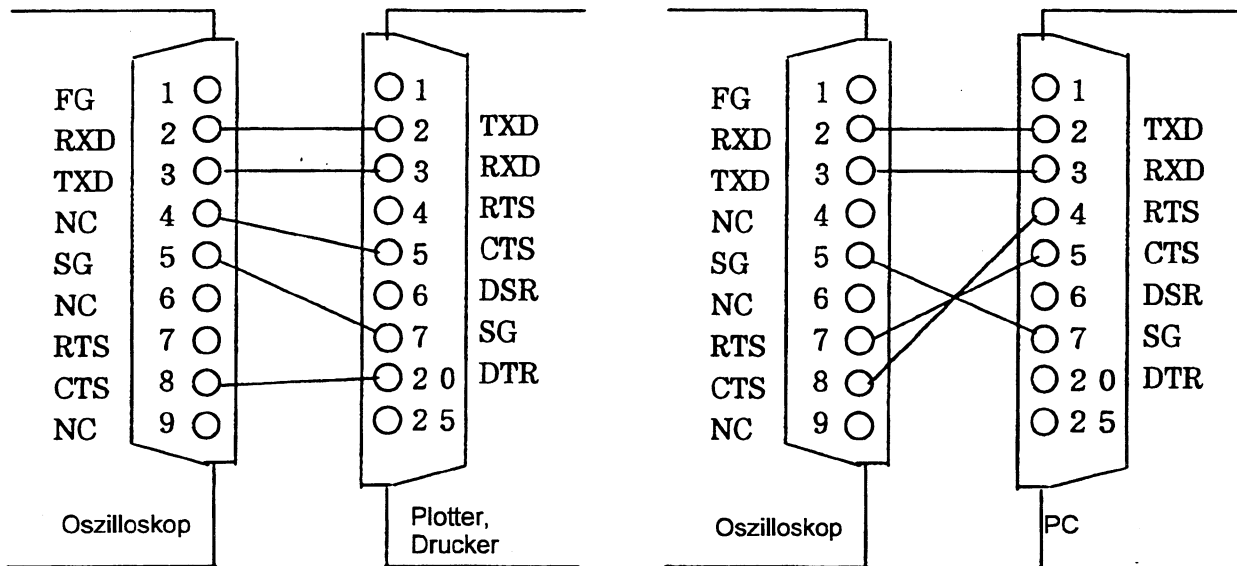 FG 1 1
RXD 2 2 TXD
TXD 3 3 RXD
NC 4 4 RTS
SG 5 5 CTS
NC 6 6 DSR
RTS 7 7 SG
CTS 8 20 DTR
NC 9 25
Oszilloskop
Plotter,
Drucker
FG 1 1
RXD 2 2 TXD
TXD 3 3 RXD
NC 4 4 RTS
SG 5 5 CTS
NC 6 6 DSR
RTS 7 7 SG
CTS 8 20 DTR
NC 9 25
Oszilloskop
PC